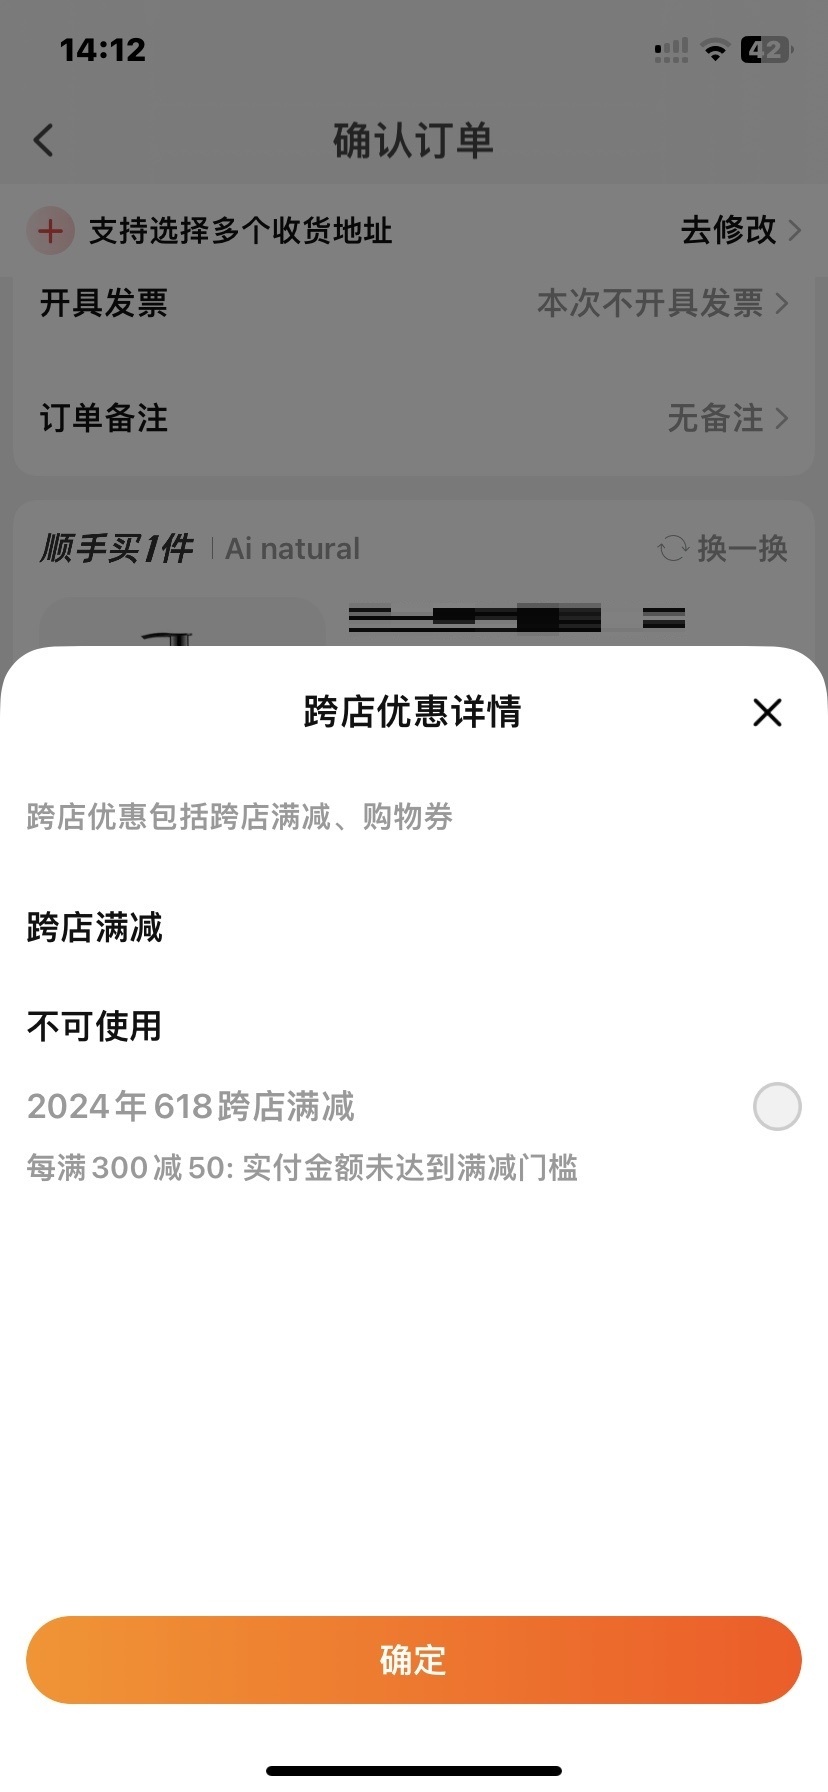 14:12
42
确认订单
支持选择多个收货地址 去修改
开具发票 本次不开具发票
订单备注 无备注
顺手买1件 Ai natural 换一换
跨店优惠详情
跨店优惠包括跨店满减、购物券
跨店满减
不可使用
2024年618跨店满减
每满300减50: 实付金额未达到满减门槛
确定